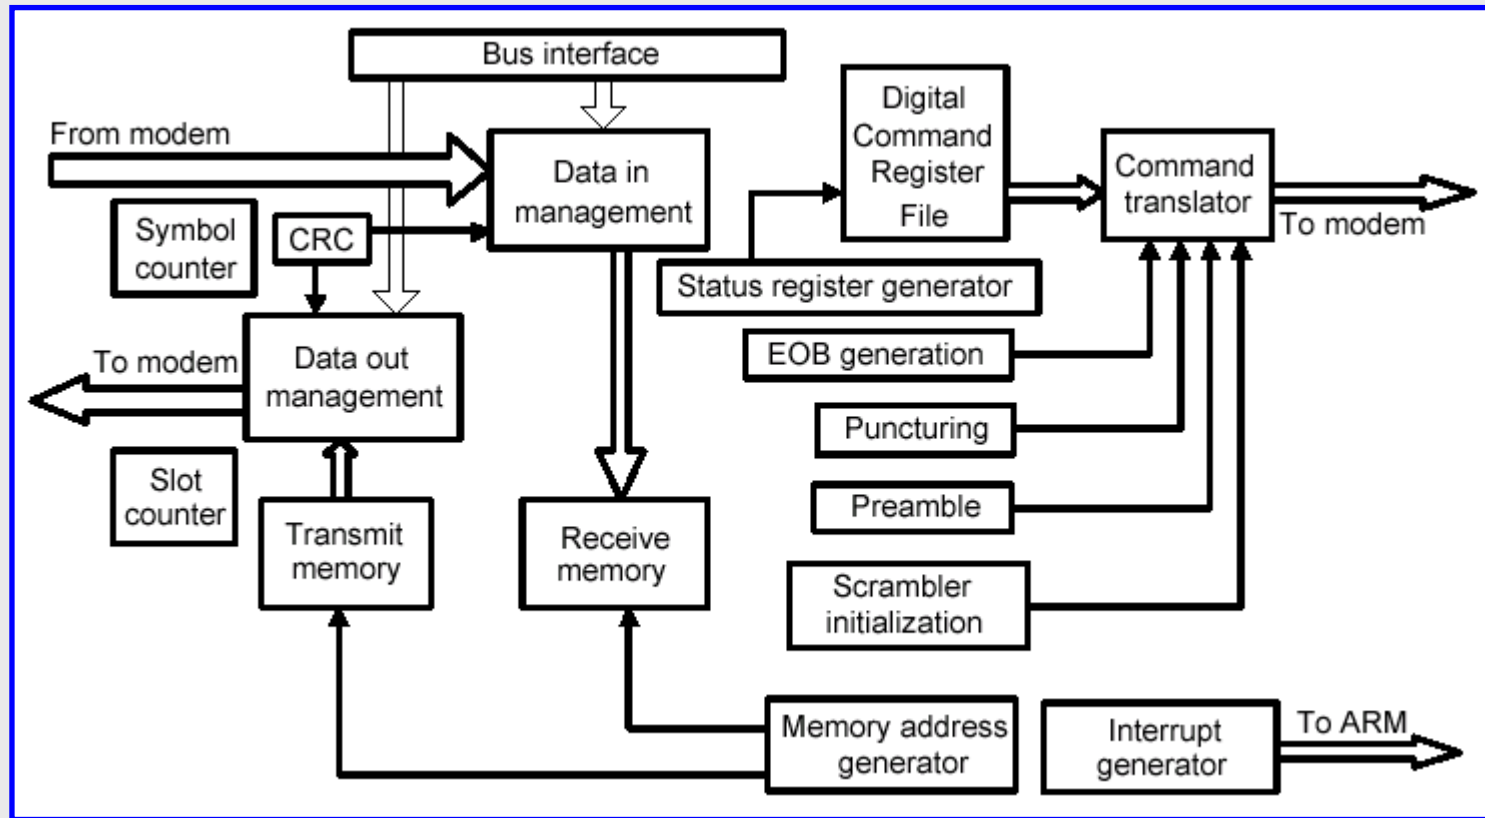 Bus interface
From modem
Data in
management
Digital
Command
Register
File
Command
translator
To modem
Symbol
counter
CRC
Status register generator
To modem
Data out
management
EOB generation
Puncturing
Slot
counter
Transmit
memory
Receive
memory
Preamble
Scrambler
initialization
Memory address
generator
Interrupt
generator
To ARM